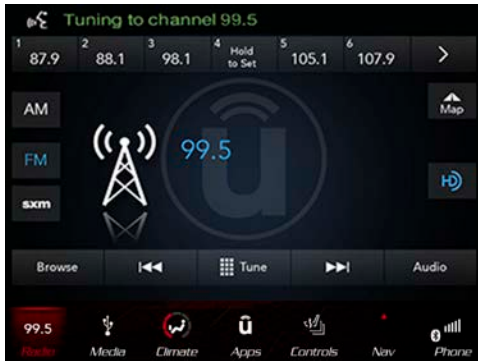 Tuning to channel 99.5
1 87.9 2 88.1 3 98.1 4 Hold to Set 5 105.1 6 107.9
AM
Map
FM
99.5
HD
sxm
Browse Tune Audio
99.5 ū
Radio Media Climate Apps Controls Nav Phone